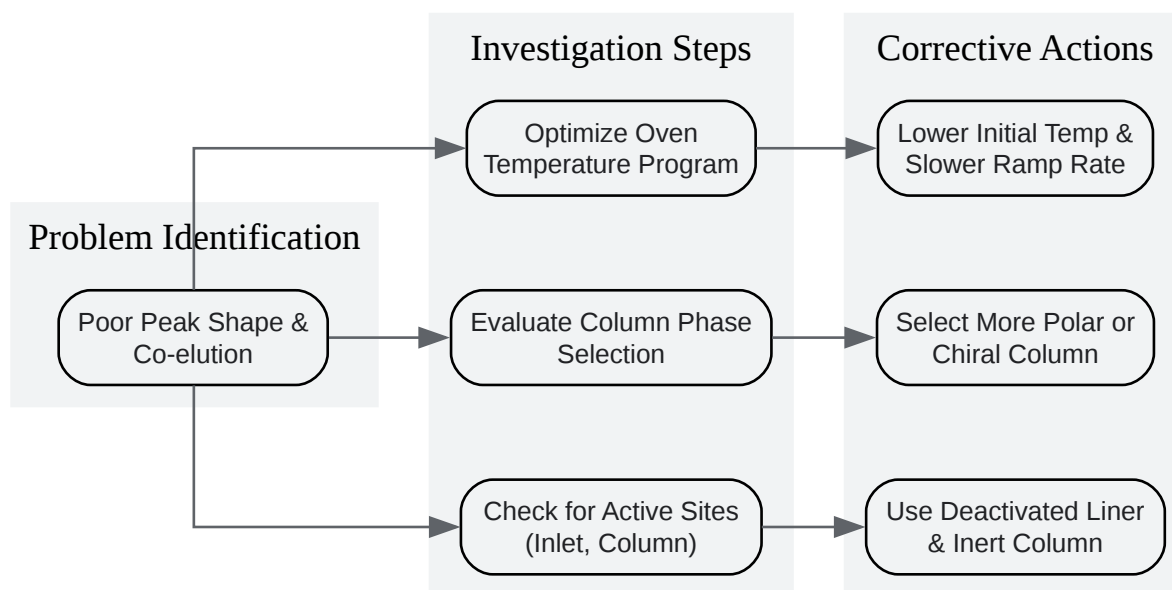 Investigation Steps
Corrective Actions
Optimize Oven
Temperature Program
Lower Initial Temp &
Slower Ramp Rate
Problem Identification
Poor Peak Shape &
Co-elution
Evaluate Column Phase
Selection
Select More Polar or
Chiral Column
Check for Active Sites
(Inlet, Column)
Use Deactivated Liner
& Inert Column